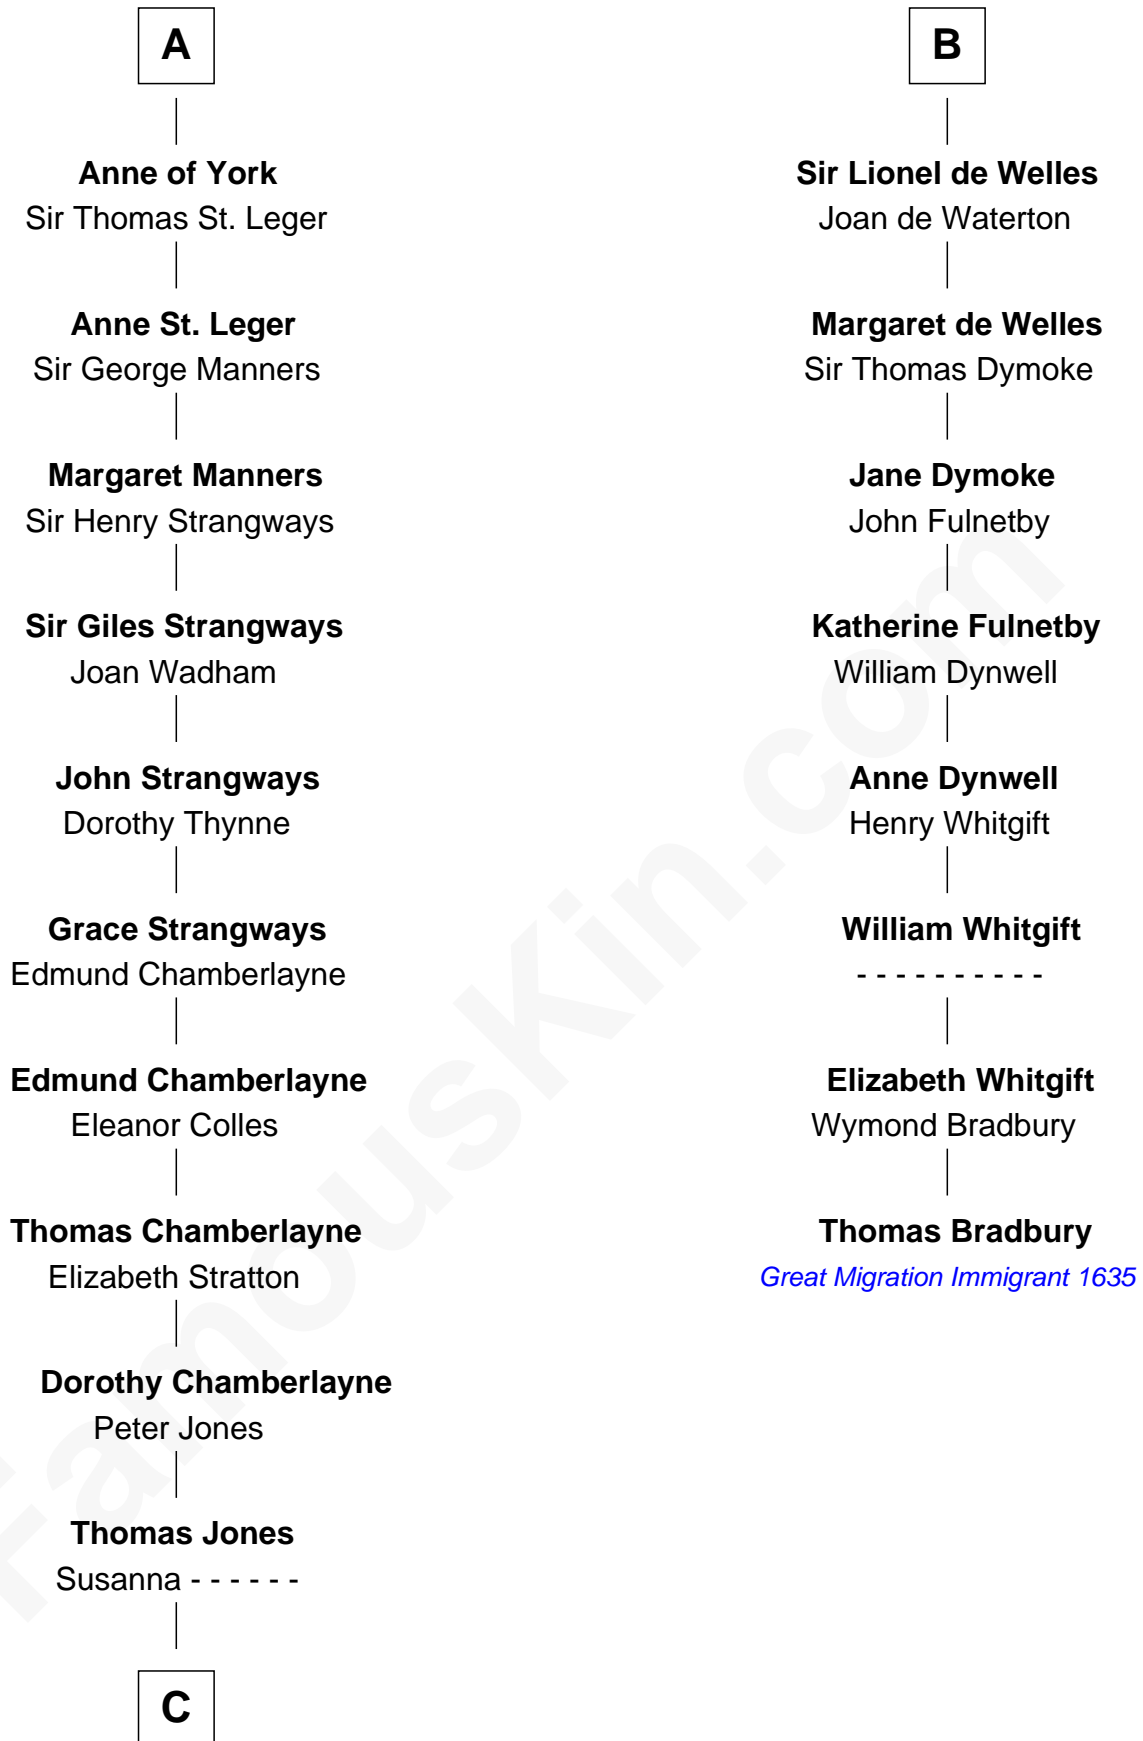 A
Anne of York
Sir Thomas St. Leger
Anne St. Leger
Sir George Manners
Margaret Manners
Sir Henry Strangways
Sir Giles Strangways
Joan Wadham
John Strangways
Dorothy Thynne
Grace Strangways
Edmund Chamberlayne
Edmund Chamberlayne
Eleanor Colles
Thomas Chamberlayne
Elizabeth Stratton
Dorothy Chamberlayne
Peter Jones
Thomas Jones
Susanna - - - - - -
C
B
Sir Lionel de Welles
Joan de Waterton
Margaret de Welles
Sir Thomas Dymoke
Jane Dymoke
John Fulnetby
Katherine Fulnetby
William Dynwell
Anne Dynwell
Henry Whitgift
William Whitgift
- - - - - - - - - -
Elizabeth Whitgift
Wymond Bradbury
Thomas Bradbury
Great Migration Immigrant 1635
FamousKin.com